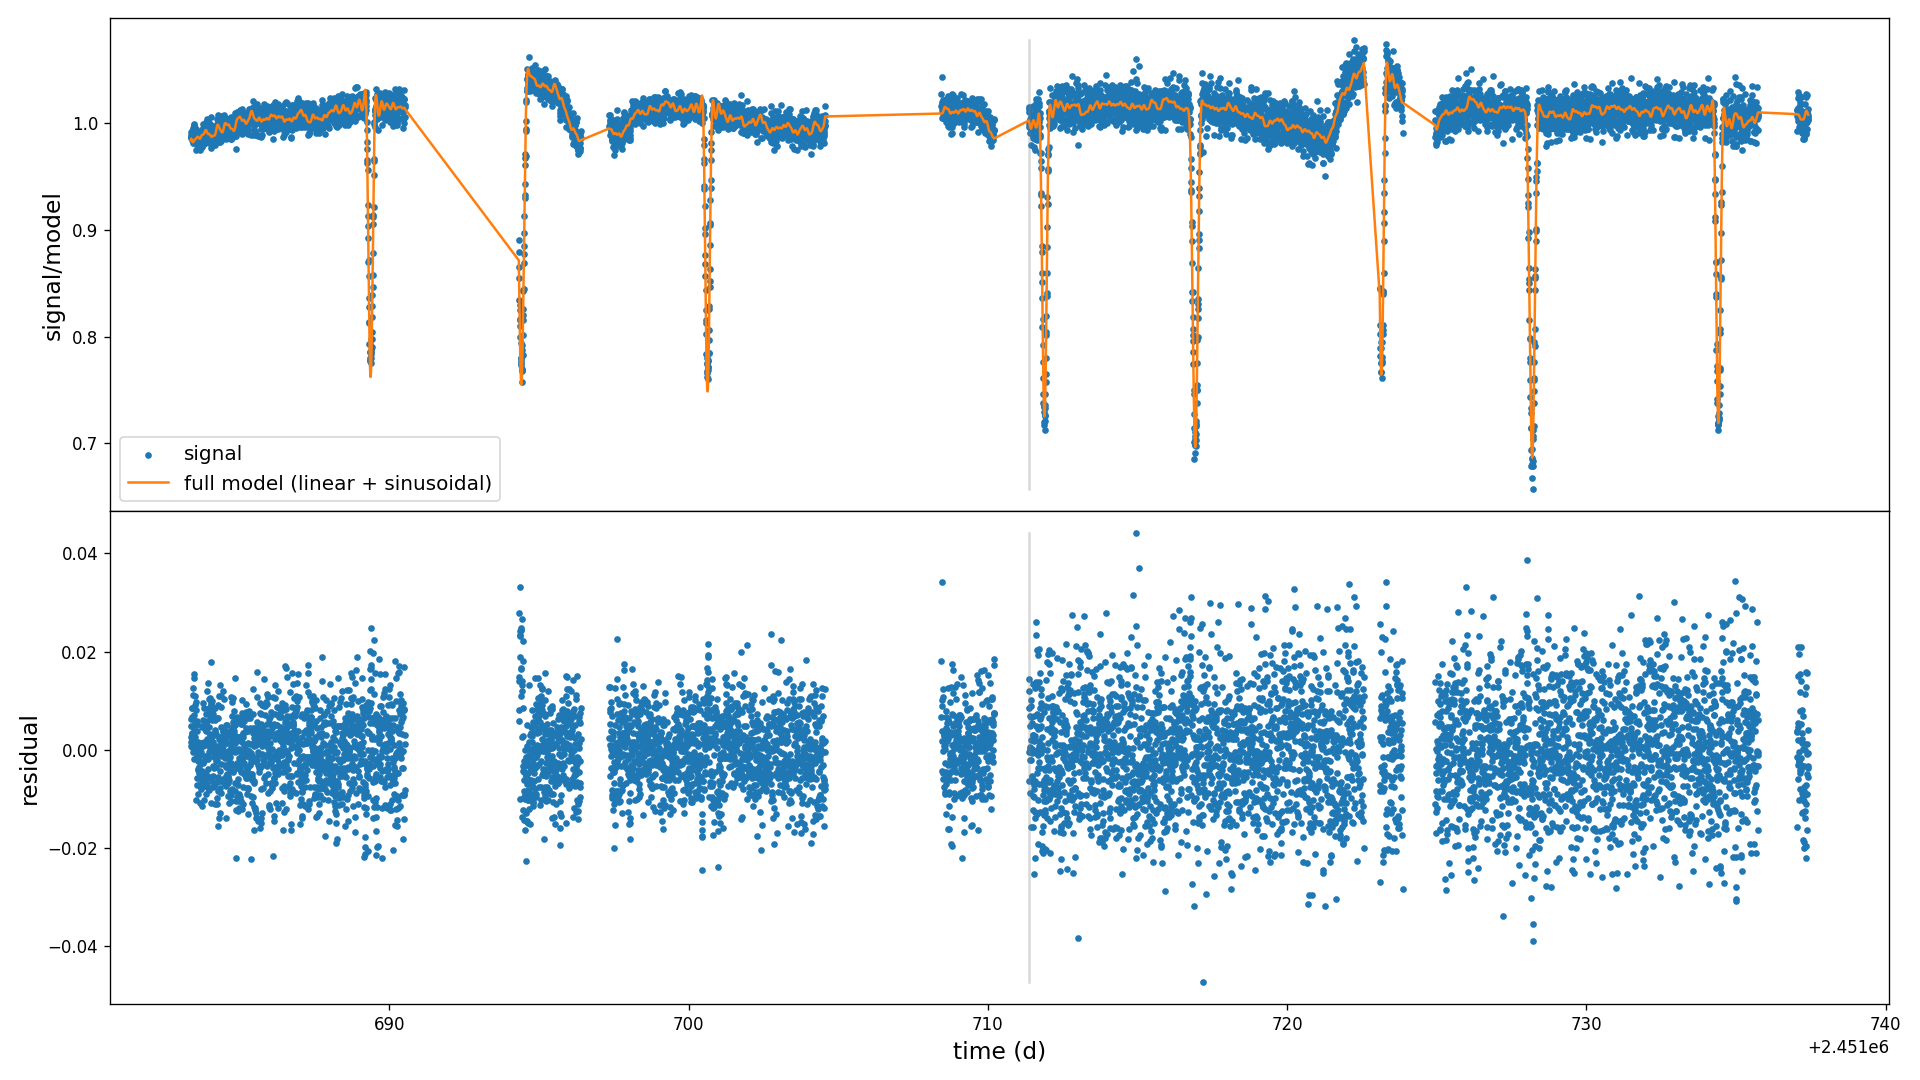 signal/model
1.0
0.9
0.8
0.7
signal
full model (linear + sinusoidal)
residual
0.04
0.02
0.00
−0.02
−0.04
690
700
710
720
730
740
time (d)
+2.451e6